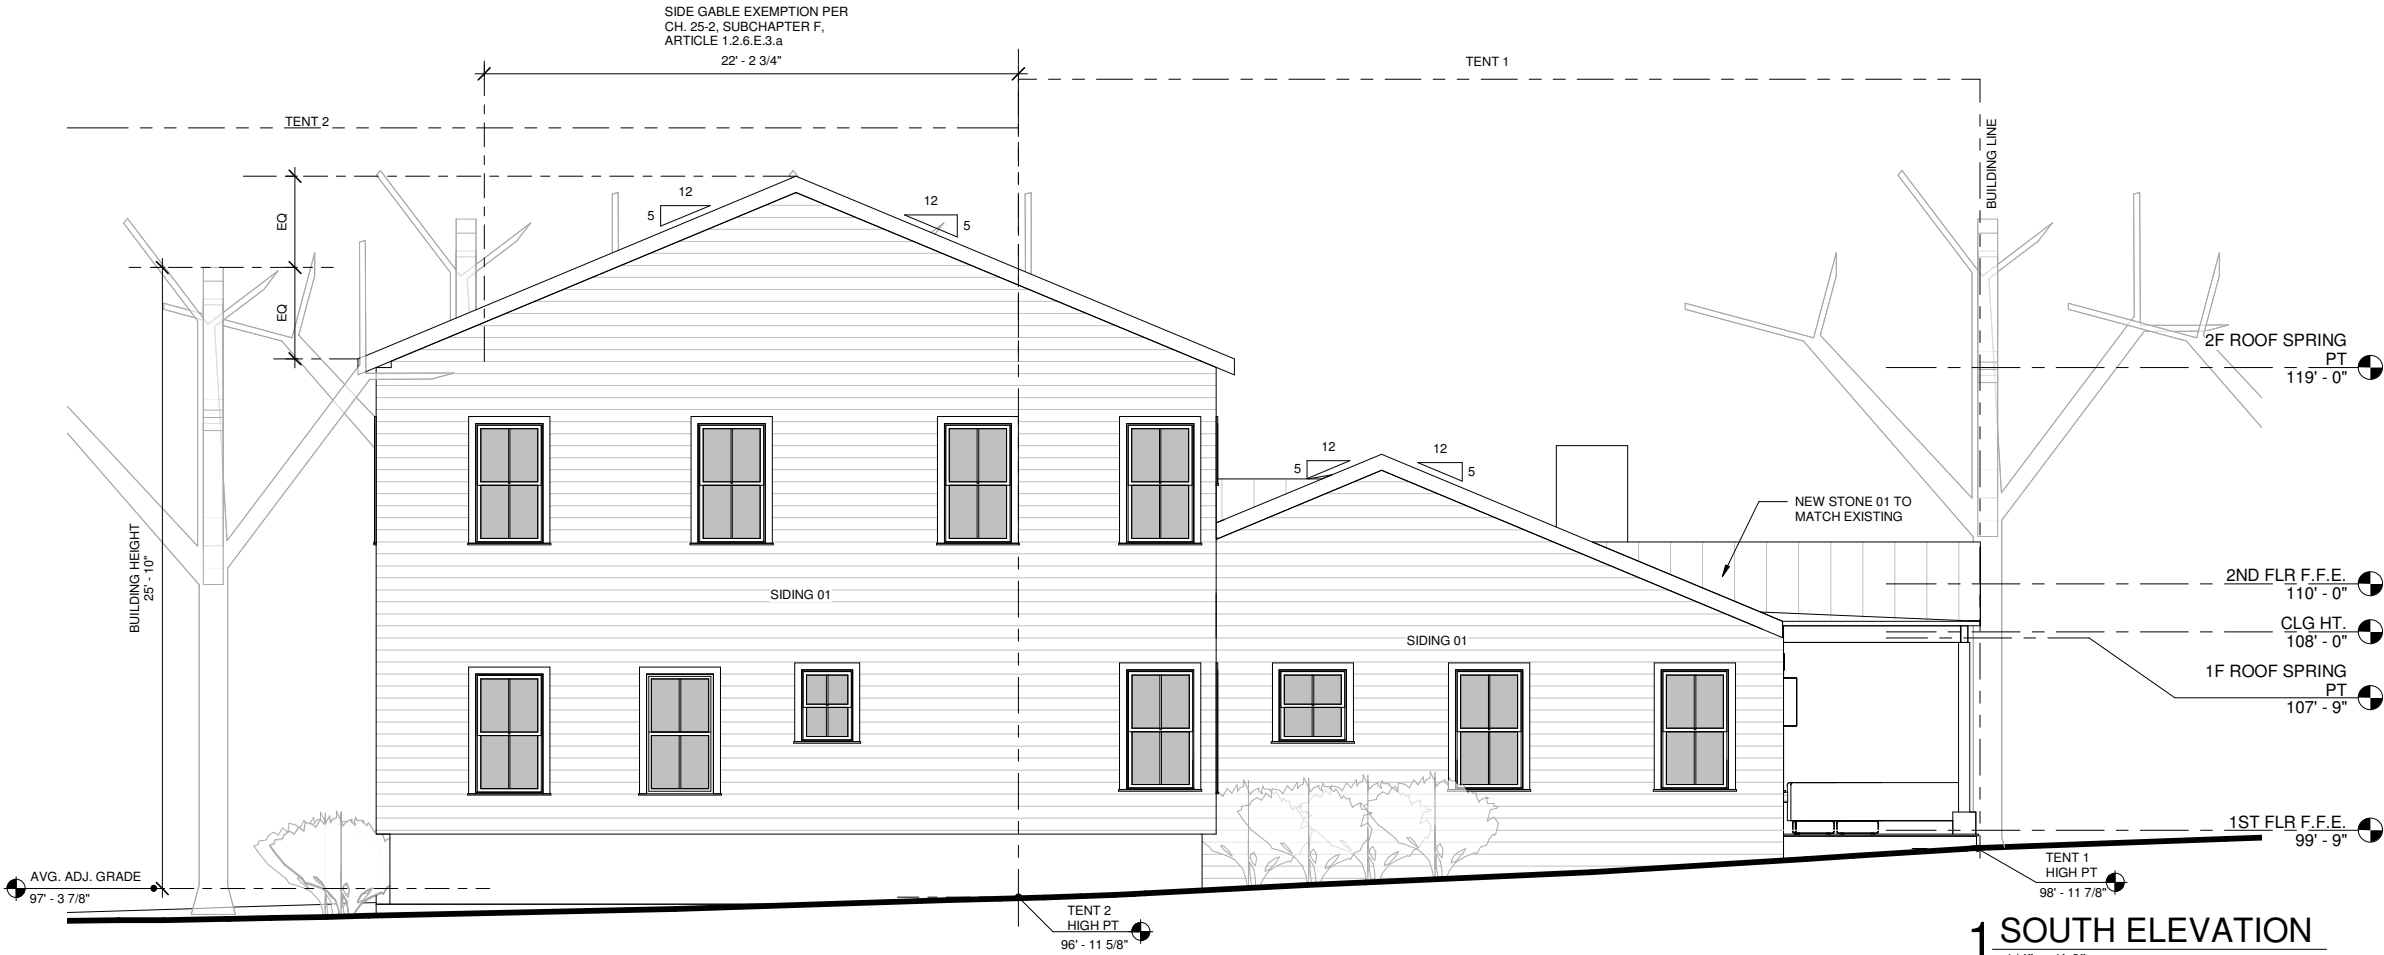 SIDE GABLE EXEMPTION PER
CH. 25-2, SUBCHAPTER F,
ARTICLE 1.2.6.E.3.a
22' - 2 3/4"
TENT 1
TENT 2
BUILDING LINE
EQ
EQ
12
5
12
5
BUILDING HEIGHT
25' - 10"
2F ROOF SPRING
PT
119' - 0"
12
5
12
5
NEW STONE 01 TO
MATCH EXISTING
SIDING 01
SIDING 01
2ND FLR F.F.E.
110' - 0"
CLG HT.
108' - 0"
1F ROOF SPRING
PT
107' - 9"
1ST FLR F.F.E.
99' - 9"
AVG. ADJ. GRADE
97' - 3 7/8"
TENT 2
HIGH PT
96' - 11 5/8"
TENT 1
HIGH PT
98' - 11 7/8"
1 SOUTH ELEVATION